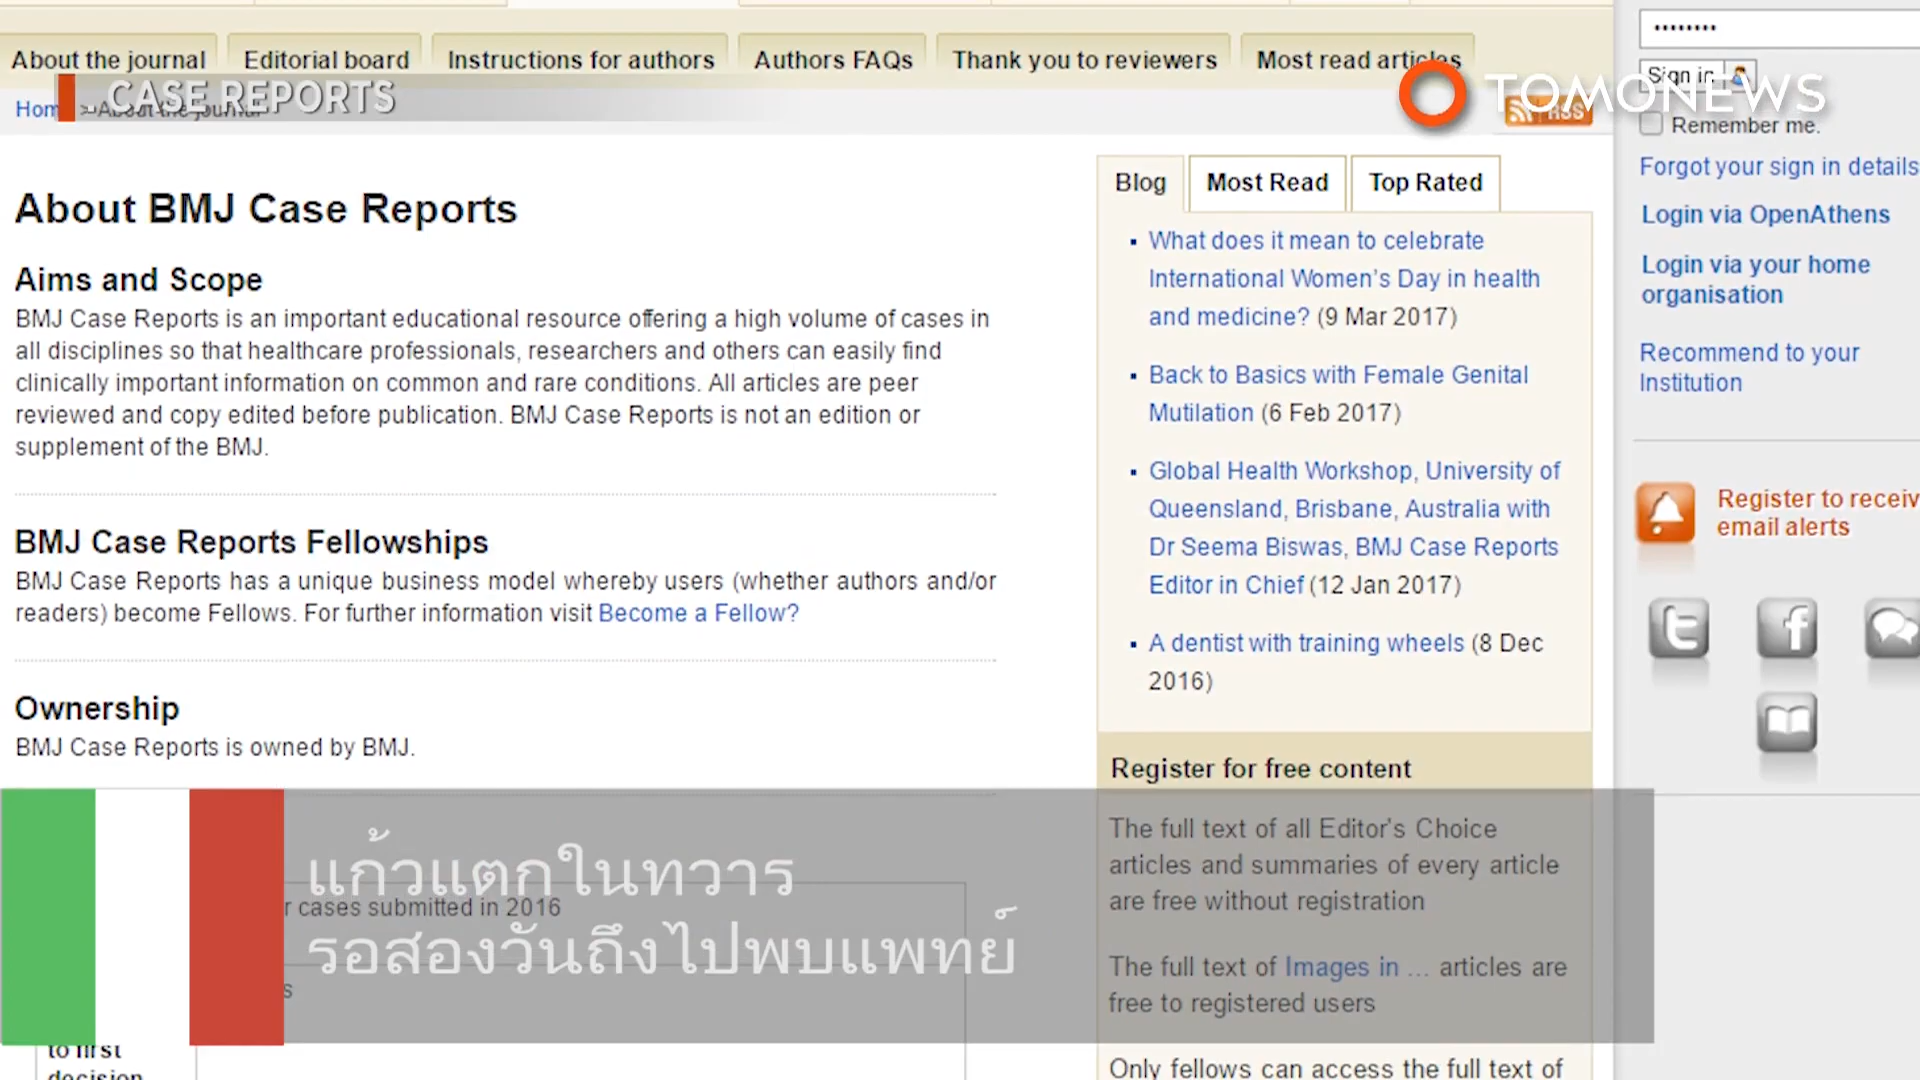 About the journal
Editorial board
Instructions for authors
Authors FAQs
Thank you to reviewers
Most read articles
CASE REPORTS
Home > About the journal
TOMONEWS
RSS
Sign in
Remember me.
Forgot your sign in details
Login via OpenAthens
Login via your home
organisation
Recommend to your
Institution
Register to receiv
email alerts
About BMJ Case Reports
Aims and Scope
BMJ Case Reports is an important educational resource offering a high volume of cases in
all disciplines so that healthcare professionals, researchers and others can easily find
clinically important information on common and rare conditions. All articles are peer
reviewed and copy edited before publication. BMJ Case Reports is not an edition or
supplement of the BMJ.
BMJ Case Reports Fellowships
BMJ Case Reports has a unique business model whereby users (whether authors and/or
readers) become Fellows. For further information visit Become a Fellow?
Ownership
BMJ Case Reports is owned by BMJ.
Blog
Most Read
Top Rated
What does it mean to celebrate
International Women's Day in health
and medicine? (9 Mar 2017)
Back to Basics with Female Genital
Mutilation (6 Feb 2017)
Global Health Workshop, University of
Queensland, Brisbane, Australia with
Dr Seema Biswas, BMJ Case Reports
Editor in Chief (12 Jan 2017)
A dentist with training wheels (8 Dec
2016)
Register for free content
The full text of all Editor's Choice
articles and summaries of every article
are free without registration
The full text of Images in ... articles are
free to registered users
Only fellows can access the full text of
แก้วแตกในทวาร
รอสองวันถึงไปพบแพทย์
r cases submitted in 2016
s
to first
decision